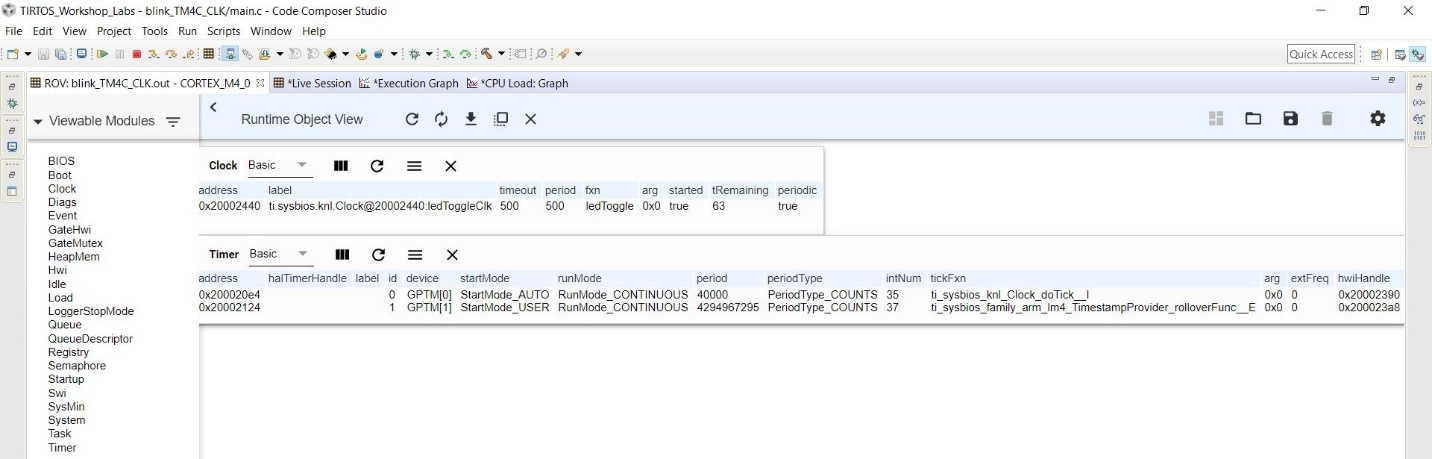 TIRTOS_Workshop_Labs - blink_TM4C_CLK/main.c - Code Composer Studio
File Edit View Project Tools Run Scripts Window Help
Quick Access
ROV: blink_TM4C_CLK.out - CORTEX_M4_0 *Live Session *Execution Graph *CPU Load: Graph
Viewable Modules
Runtime Object View
BIOS
Boot
Clock
Diags
Event
GateHwi
GateMutex
HeapMem
Hwi
Idle
Load
LoggerStopMode
Queue
QueueDescriptor
Registry
Semaphore
Startup
Swi
SysMin
System
Task
Timer
Clock Basic
address label timeout period fxn arg started tRemaining periodic
0x20002440 ti.sysbios.knl.Clock@20002440:ledToggleClk 500 500 ledToggle 0x0 true 63 true
Timer Basic
address halTimerHandle label id device startMode runMode period periodType intNum tickFxn arg extFreq hwiHandle
0x200020e4 0 GPTM[0] StartMode_AUTO RunMode_CONTINUOUS 40000 PeriodType_COUNTS 35 ti_sysbios_knl_Clock_doTick__I 0x0 0 0x20002390
0x20002124 1 GPTM[1] StartMode_USER RunMode_CONTINUOUS 4294967295 PeriodType_COUNTS 37 ti_sysbios_family_arm_lm4_TimestampProvider_rolloverFunc__E 0x0 0 0x200023a8
(x)=
1010
0101